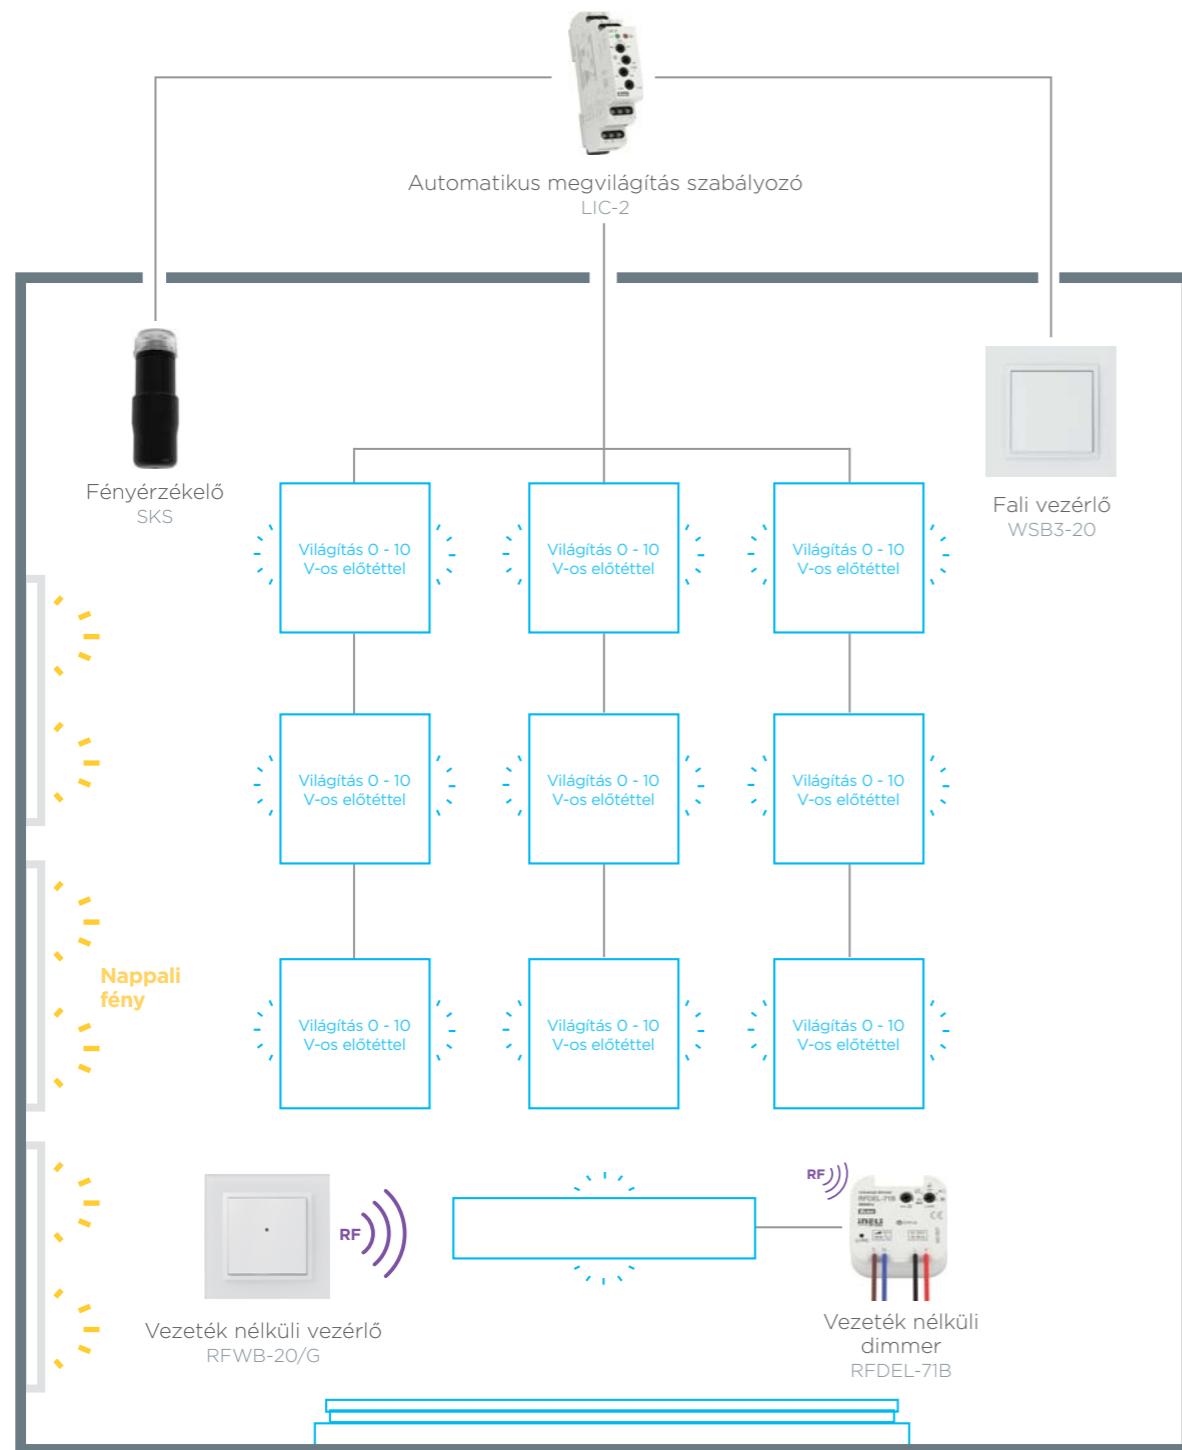 Automatikus megvilágítás szabályozó
LIC-2
Fényérzékelő
SKS
Fali vezérlő
WSB3-20
Világítás 0 - 10
V-os előtéttel
Világítás 0 - 10
V-os előtéttel
Világítás 0 - 10
V-os előtéttel
Világítás 0 - 10
V-os előtéttel
Világítás 0 - 10
V-os előtéttel
Világítás 0 - 10
V-os előtéttel
Nappali
fény
Világítás 0 - 10
V-os előtéttel
Világítás 0 - 10
V-os előtéttel
Világítás 0 - 10
V-os előtéttel
RF
RF
RFDEL-71B
Vezeték nélküli vezérlő
RFWB-20/G
Vezeték nélküli
dimmer
RFDEL-71B